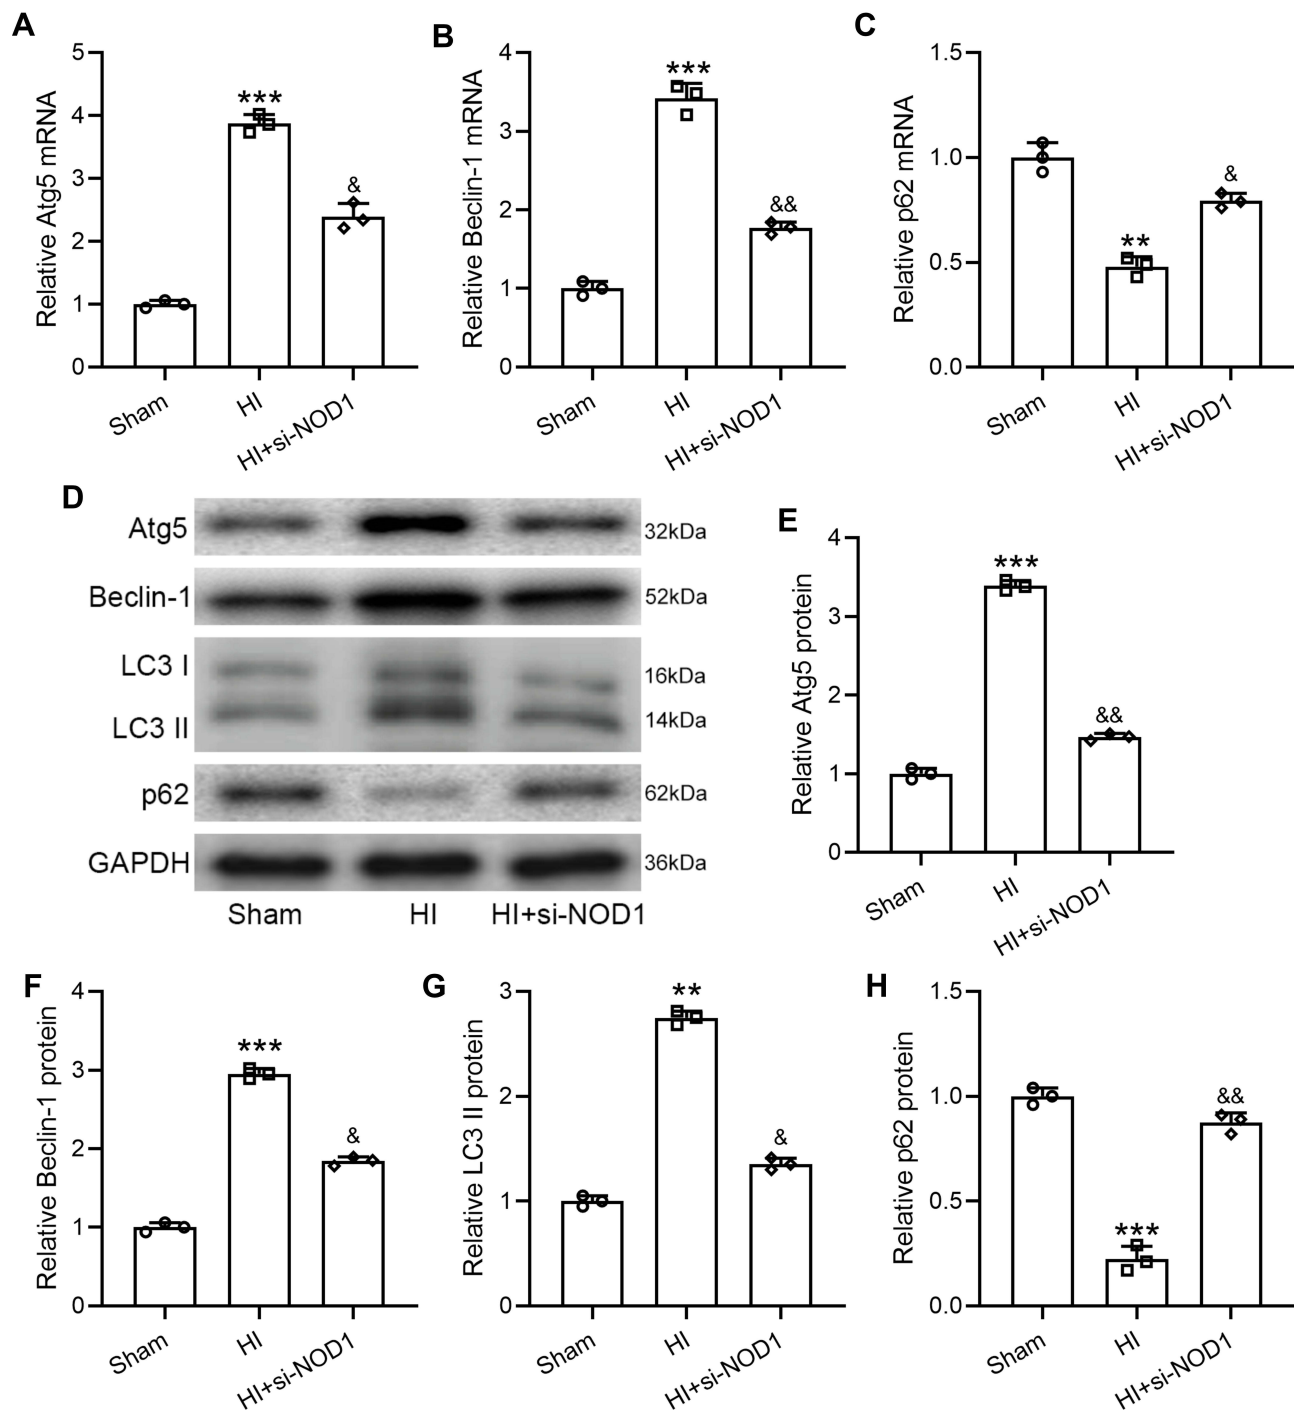 A
Relative Atg5 mRNA
5
4
3
2
1
0
***
&
Sham
HI
HI+si-NOD1
B
Relative Beclin-1 mRNA
4
3
2
1
0
***
&&
Sham
HI
HI+si-NOD1
C
Relative p62 mRNA
1.5
1.0
0.5
0.0
**
&
Sham
HI
HI+si-NOD1
D
Atg5 32kDa
Beclin-1 52kDa
LC3 I 16kDa
LC3 II 14kDa
p62 62kDa
GAPDH 36kDa
Sham HI HI+si-NOD1
E
Relative Atg5 protein
4
3
2
1
0
***
&&
Sham
HI
HI+si-NOD1
F
Relative Beclin-1 protein
4
3
2
1
0
***
&
Sham
HI
HI+si-NOD1
G
Relative LC3 II protein
3
2
1
0
**
&
Sham
HI
HI+si-NOD1
H
Relative p62 protein
1.5
1.0
0.5
0.0
***
&&
Sham
HI
HI+si-NOD1